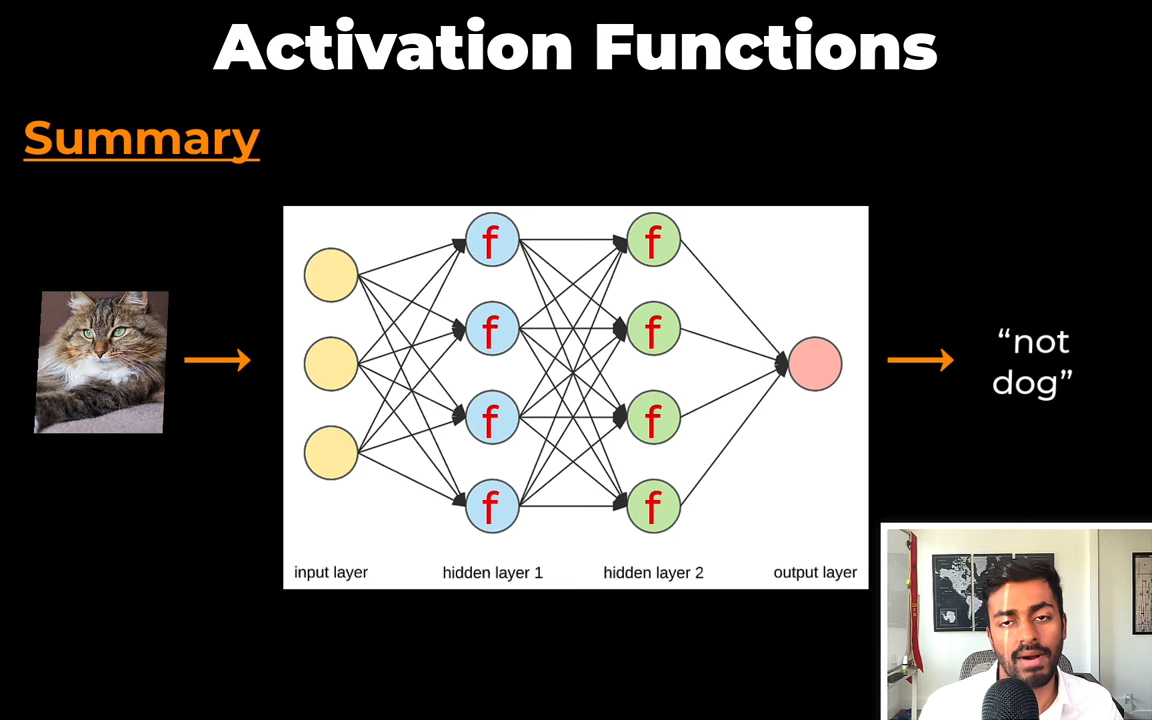 Activation Functions
Summary
f f
f f
f f
f f
“not
dog”
input layer hidden layer 1 hidden layer 2 output layer